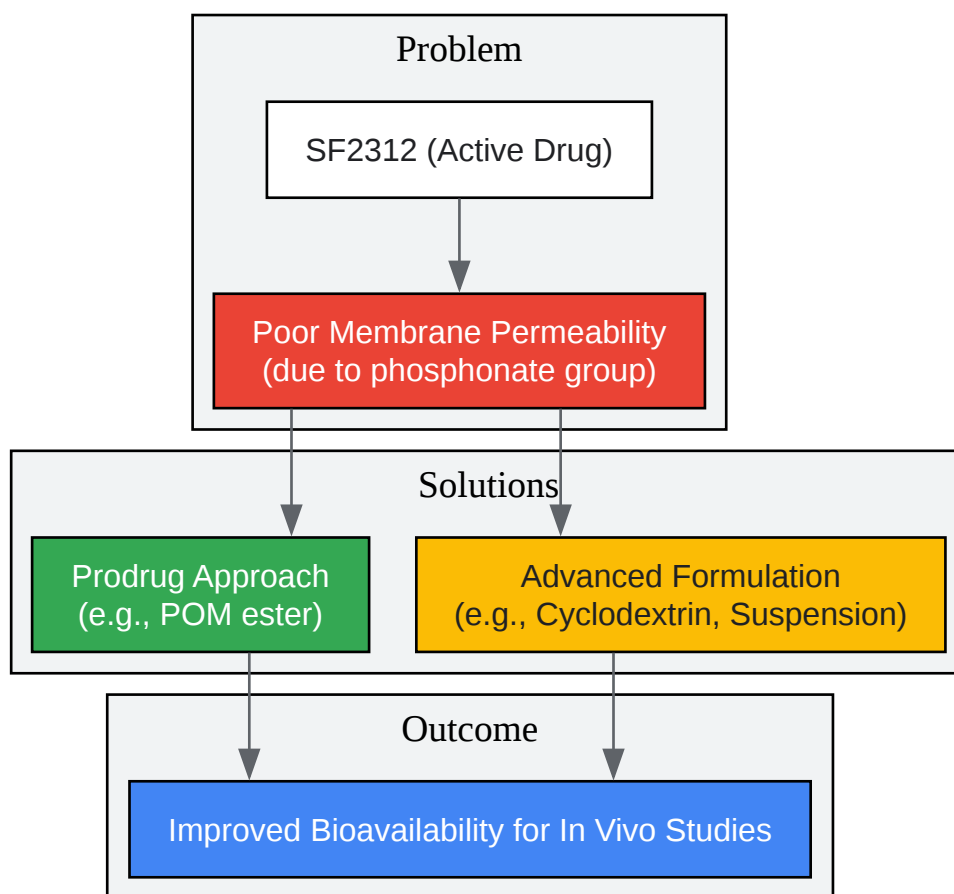 Problem
SF2312 (Active Drug)
Poor Membrane Permeability
(due to phosphonate group)
Solutions
Prodrug Approach
(e.g., POM ester)
Advanced Formulation
(e.g., Cyclodextrin, Suspension)
Outcome
Improved Bioavailability for In Vivo Studies